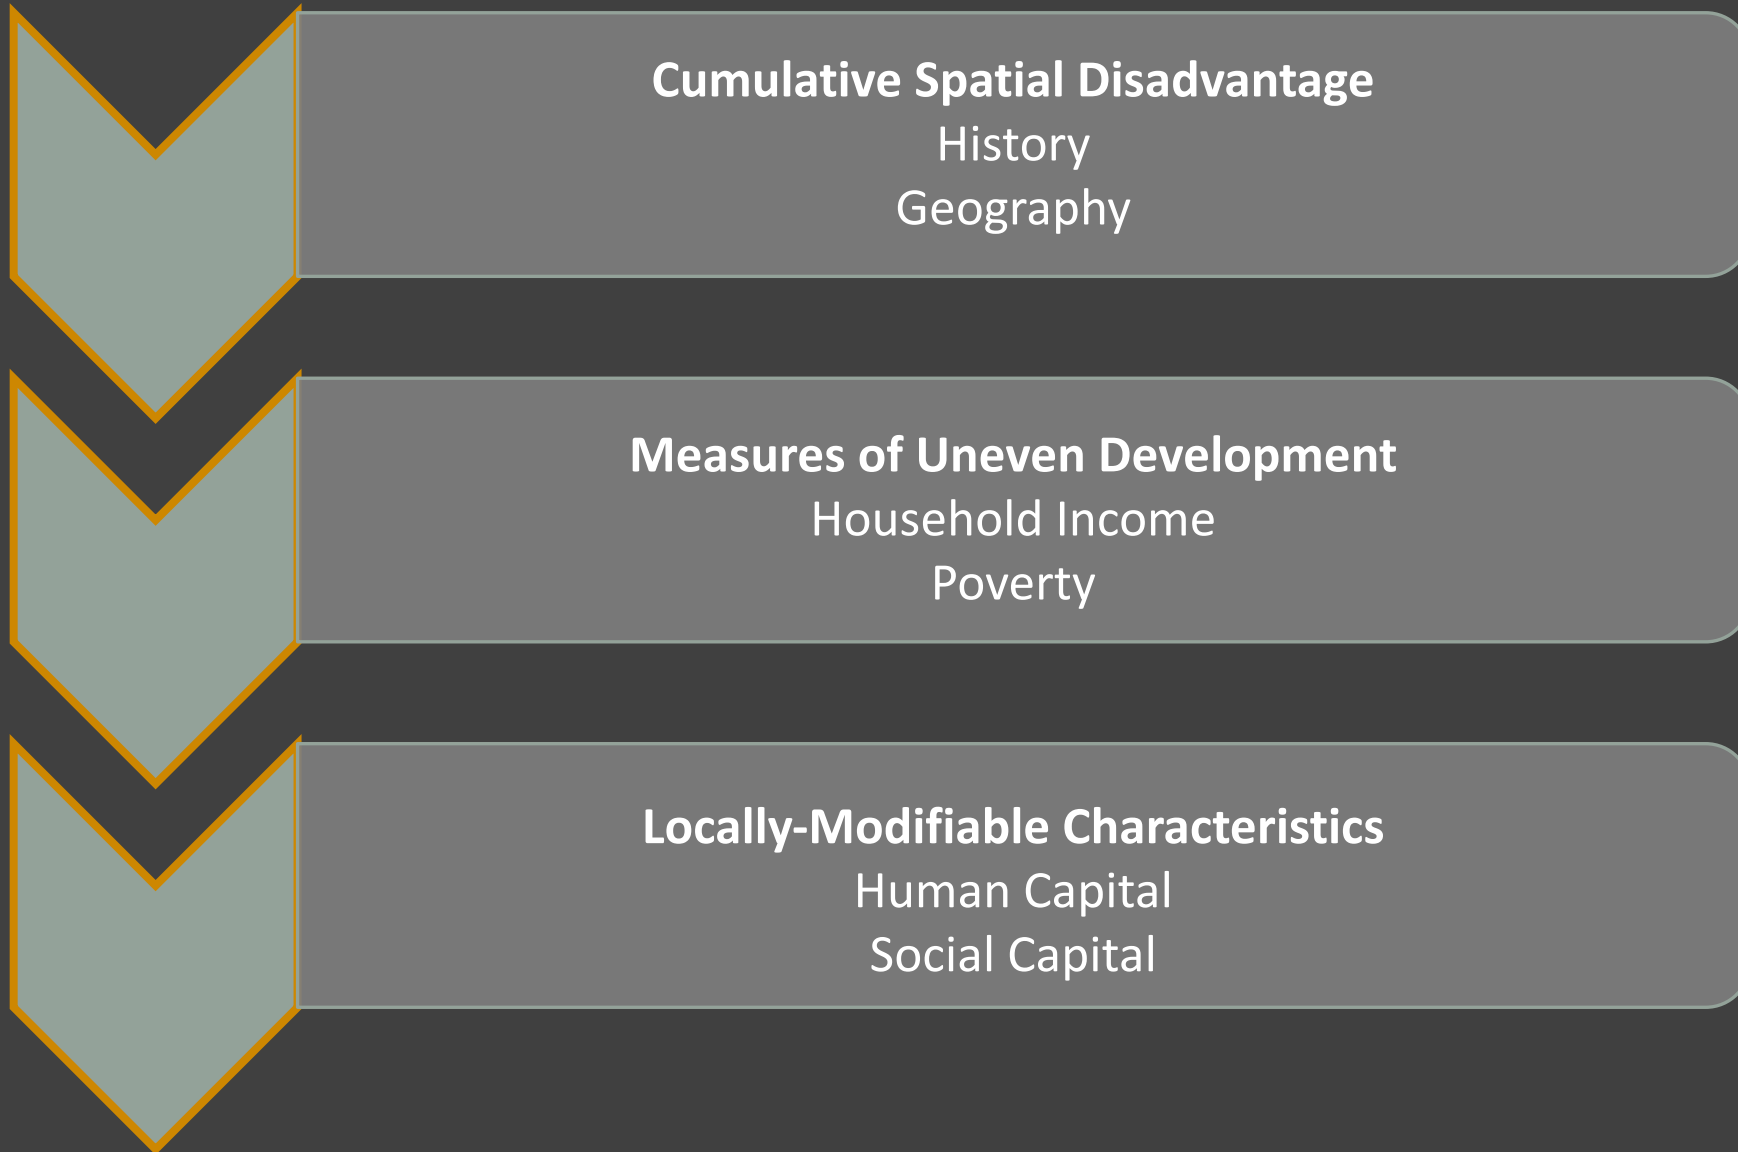 Cumulative Spatial Disadvantage
History
Geography
Measures of Uneven Development
Household Income
Poverty
Locally-Modifiable Characteristics
Human Capital
Social Capital